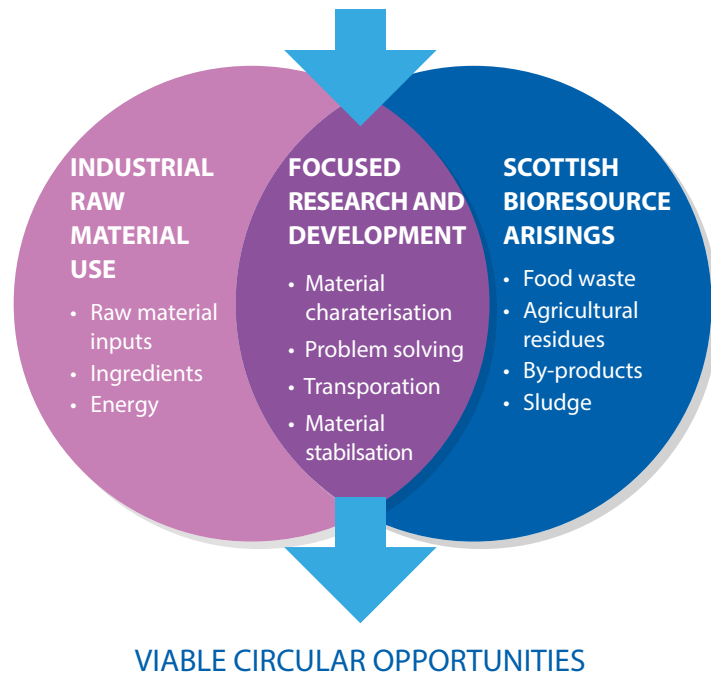 INDUSTRIAL
RAW
MATERIAL
USE
• Raw material
inputs
• Ingredients
• Energy
FOCUSED
RESEARCH AND
DEVELOPMENT
• Material
charaterisation
• Problem solving
• Transporation
• Material
stabilsation
SCOTTISH
BIORESOURCE
ARISINGS
• Food waste
• Agricultural
residues
• By-products
• Sludge
VIABLE CIRCULAR OPPORTUNITIES